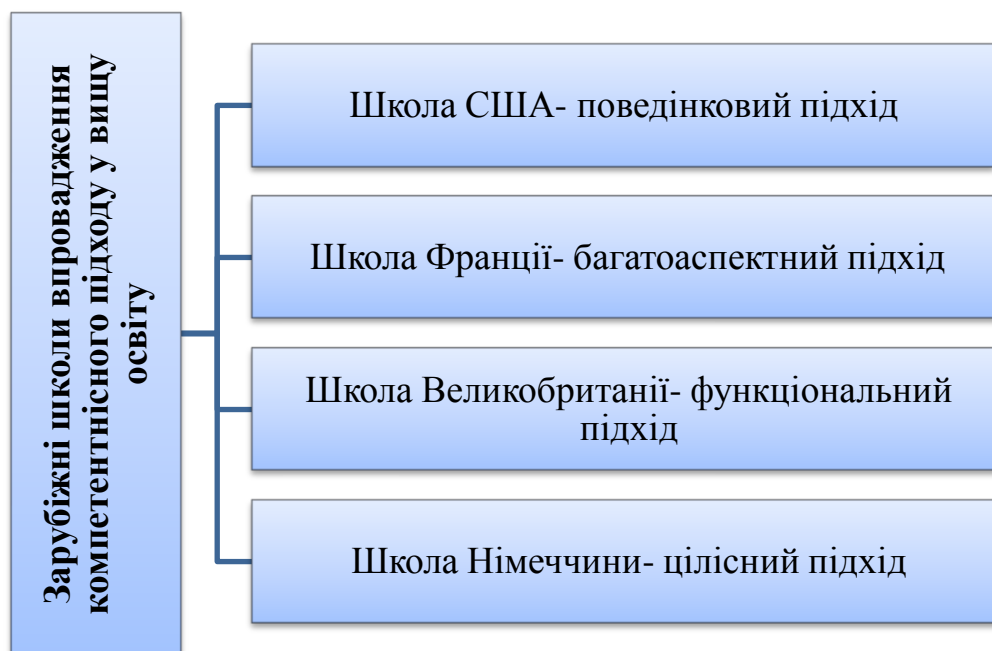 Зарубіжні школи впровадження
компетентнісного підходу у вищу
освіту
Школа США- поведінковий підхід
Школа Франції- багатоаспектний підхід
Школа Великобританії- функціональний
підхід
Школа Німеччини- цілісний підхід